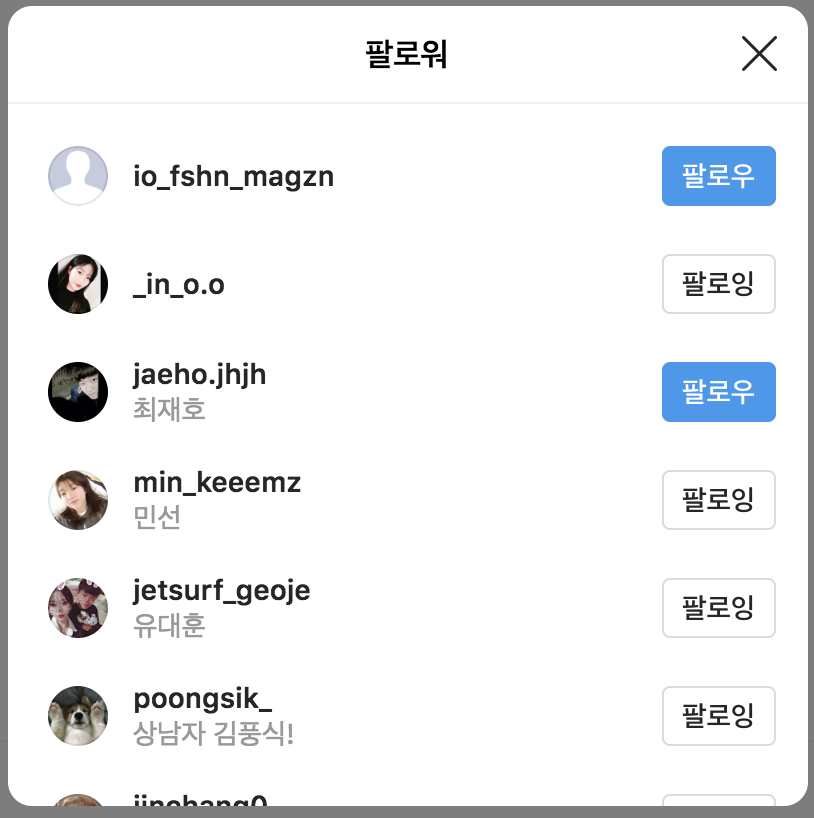 팔로워
io_fshn_magzn
팔로우
_in_o.o
팔로잉
jaeho.jhjh
최재호
팔로우
min_keeemz
민선
팔로잉
jetsurf_geoje
유대훈
팔로잉
poongsik_
상남자 김풍식!
팔로잉